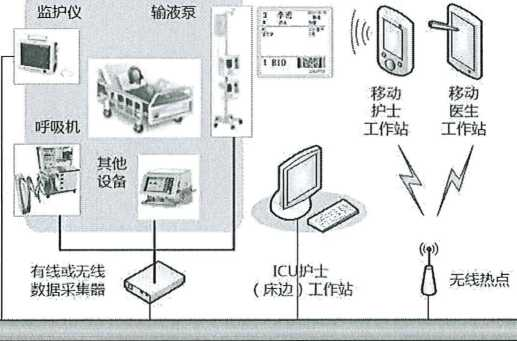 监护仪
输液泵
1 BID
呼吸机
其他
设备
移动
护士
工作站
移动
医生
工作站
有线或无线
数据采集器
ICU护士
（床边）工作站
无线热点